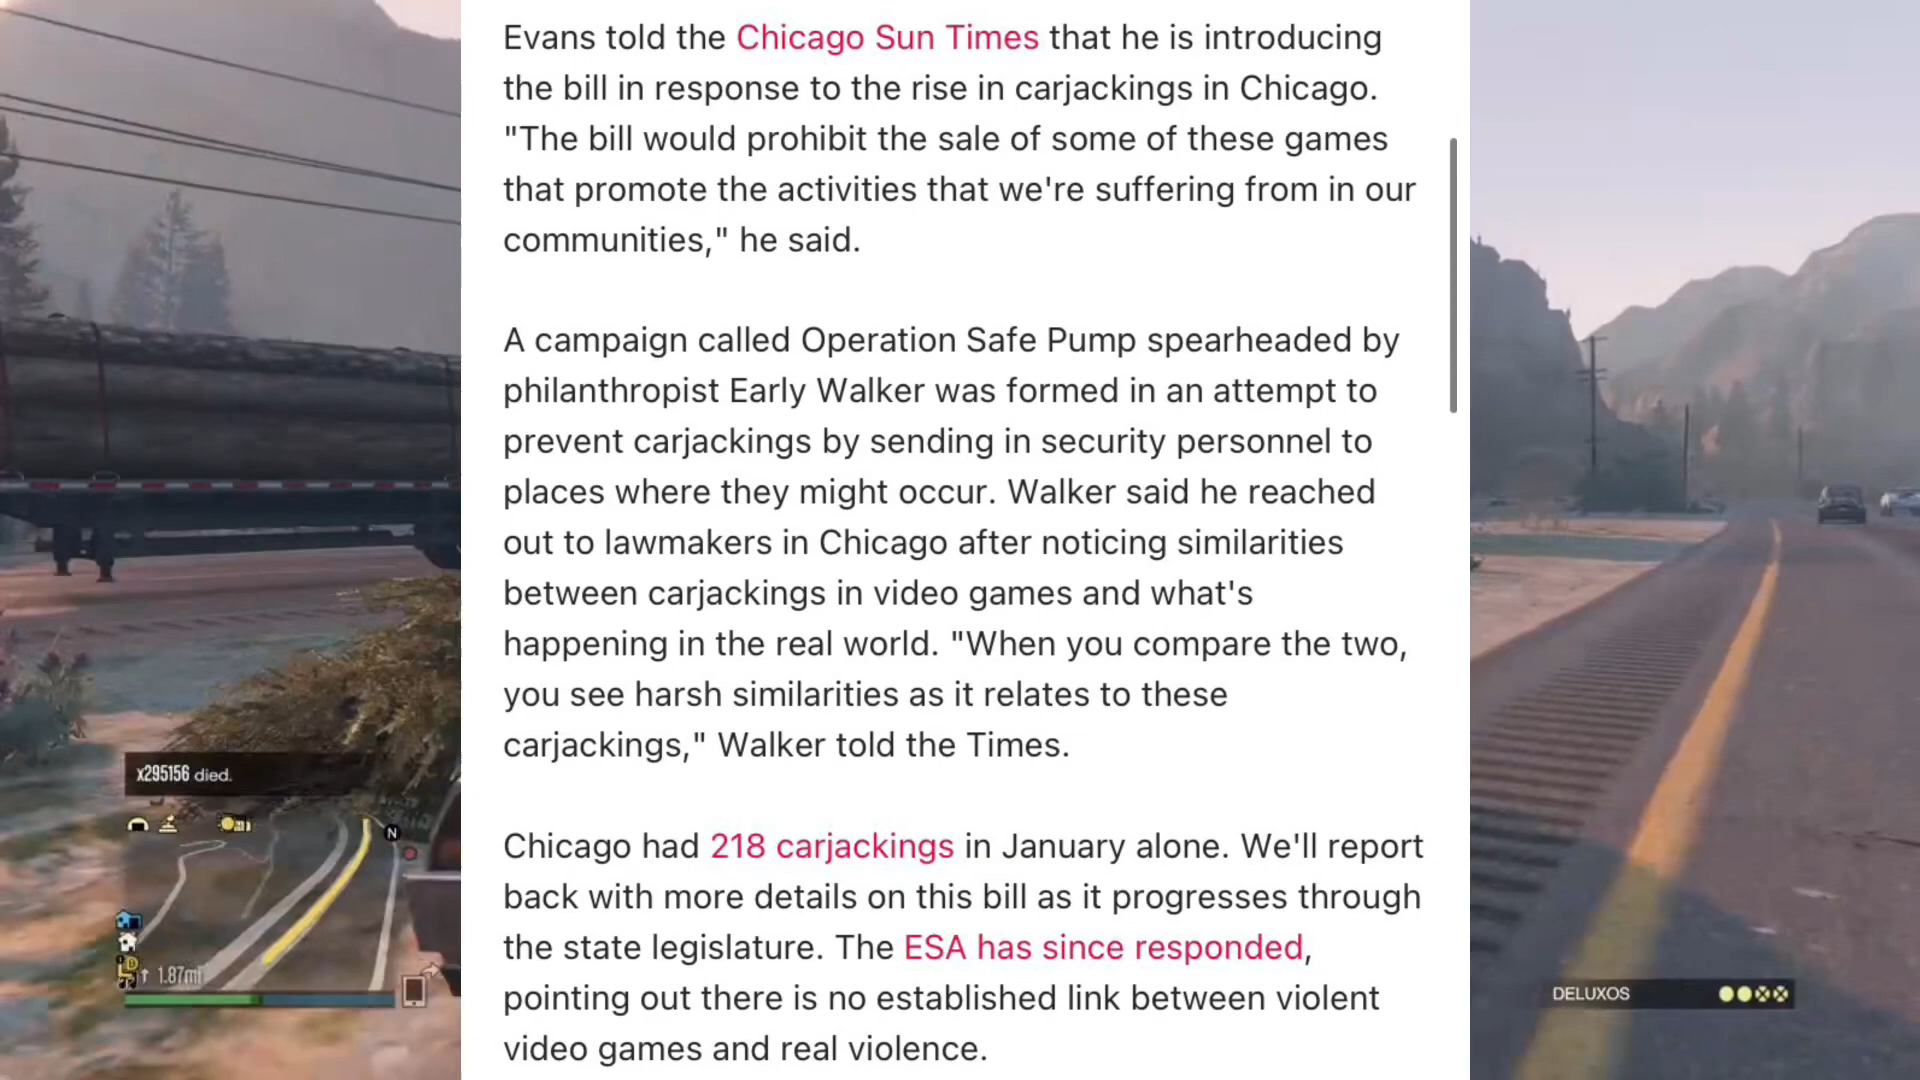 Evans told the Chicago Sun Times that he is introducing
the bill in response to the rise in carjackings in Chicago.
"The bill would prohibit the sale of some of these games
that promote the activities that we're suffering from in our
communities," he said.
A campaign called Operation Safe Pump spearheaded by
philanthropist Early Walker was formed in an attempt to
prevent carjackings by sending in security personnel to
places where they might occur. Walker said he reached
out to lawmakers in Chicago after noticing similarities
between carjackings in video games and what's
happening in the real world. "When you compare the two,
you see harsh similarities as it relates to these
carjackings," Walker told the Times.
Chicago had 218 carjackings in January alone. We'll report
back with more details on this bill as it progresses through
the state legislature. The ESA has since responded,
pointing out there is no established link between violent
video games and real violence.
x295156 died.
N
1.87mi
DELUXOS